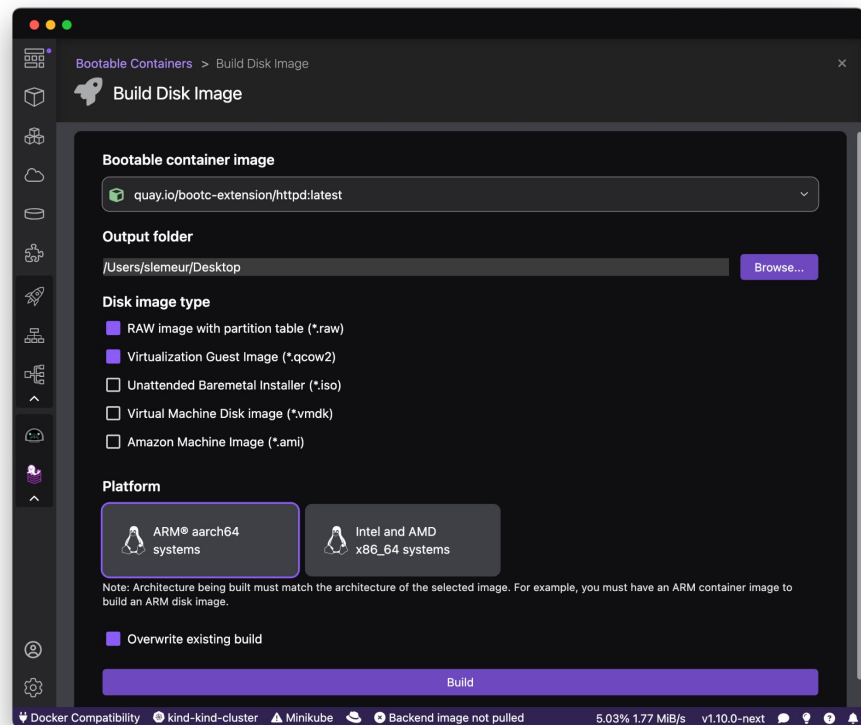 Bootable Containers > Build Disk Image
Build Disk Image
Bootable container image
quay.io/bootc-extension/httpd:latest
Output folder
/Users/slemeur/Desktop
Browse...
Disk image type
RAW image with partition table (*.raw)
Virtualization Guest Image (*.qcow2)
Unattended Baremetal Installer (*.iso)
Virtual Machine Disk image (*.vmdk)
Amazon Machine Image (*.ami)
Platform
ARM® aarch64
systems
Intel and AMD
x86_64 systems
Note: Architecture being built must match the architecture of the selected image. For example, you must have an ARM container image to
build an ARM disk image.
Overwrite existing build
Build
Docker Compatibility kind-kind-cluster Minikube Backend image not pulled 5.03% 1.77 MiB/s v1.10.0-next